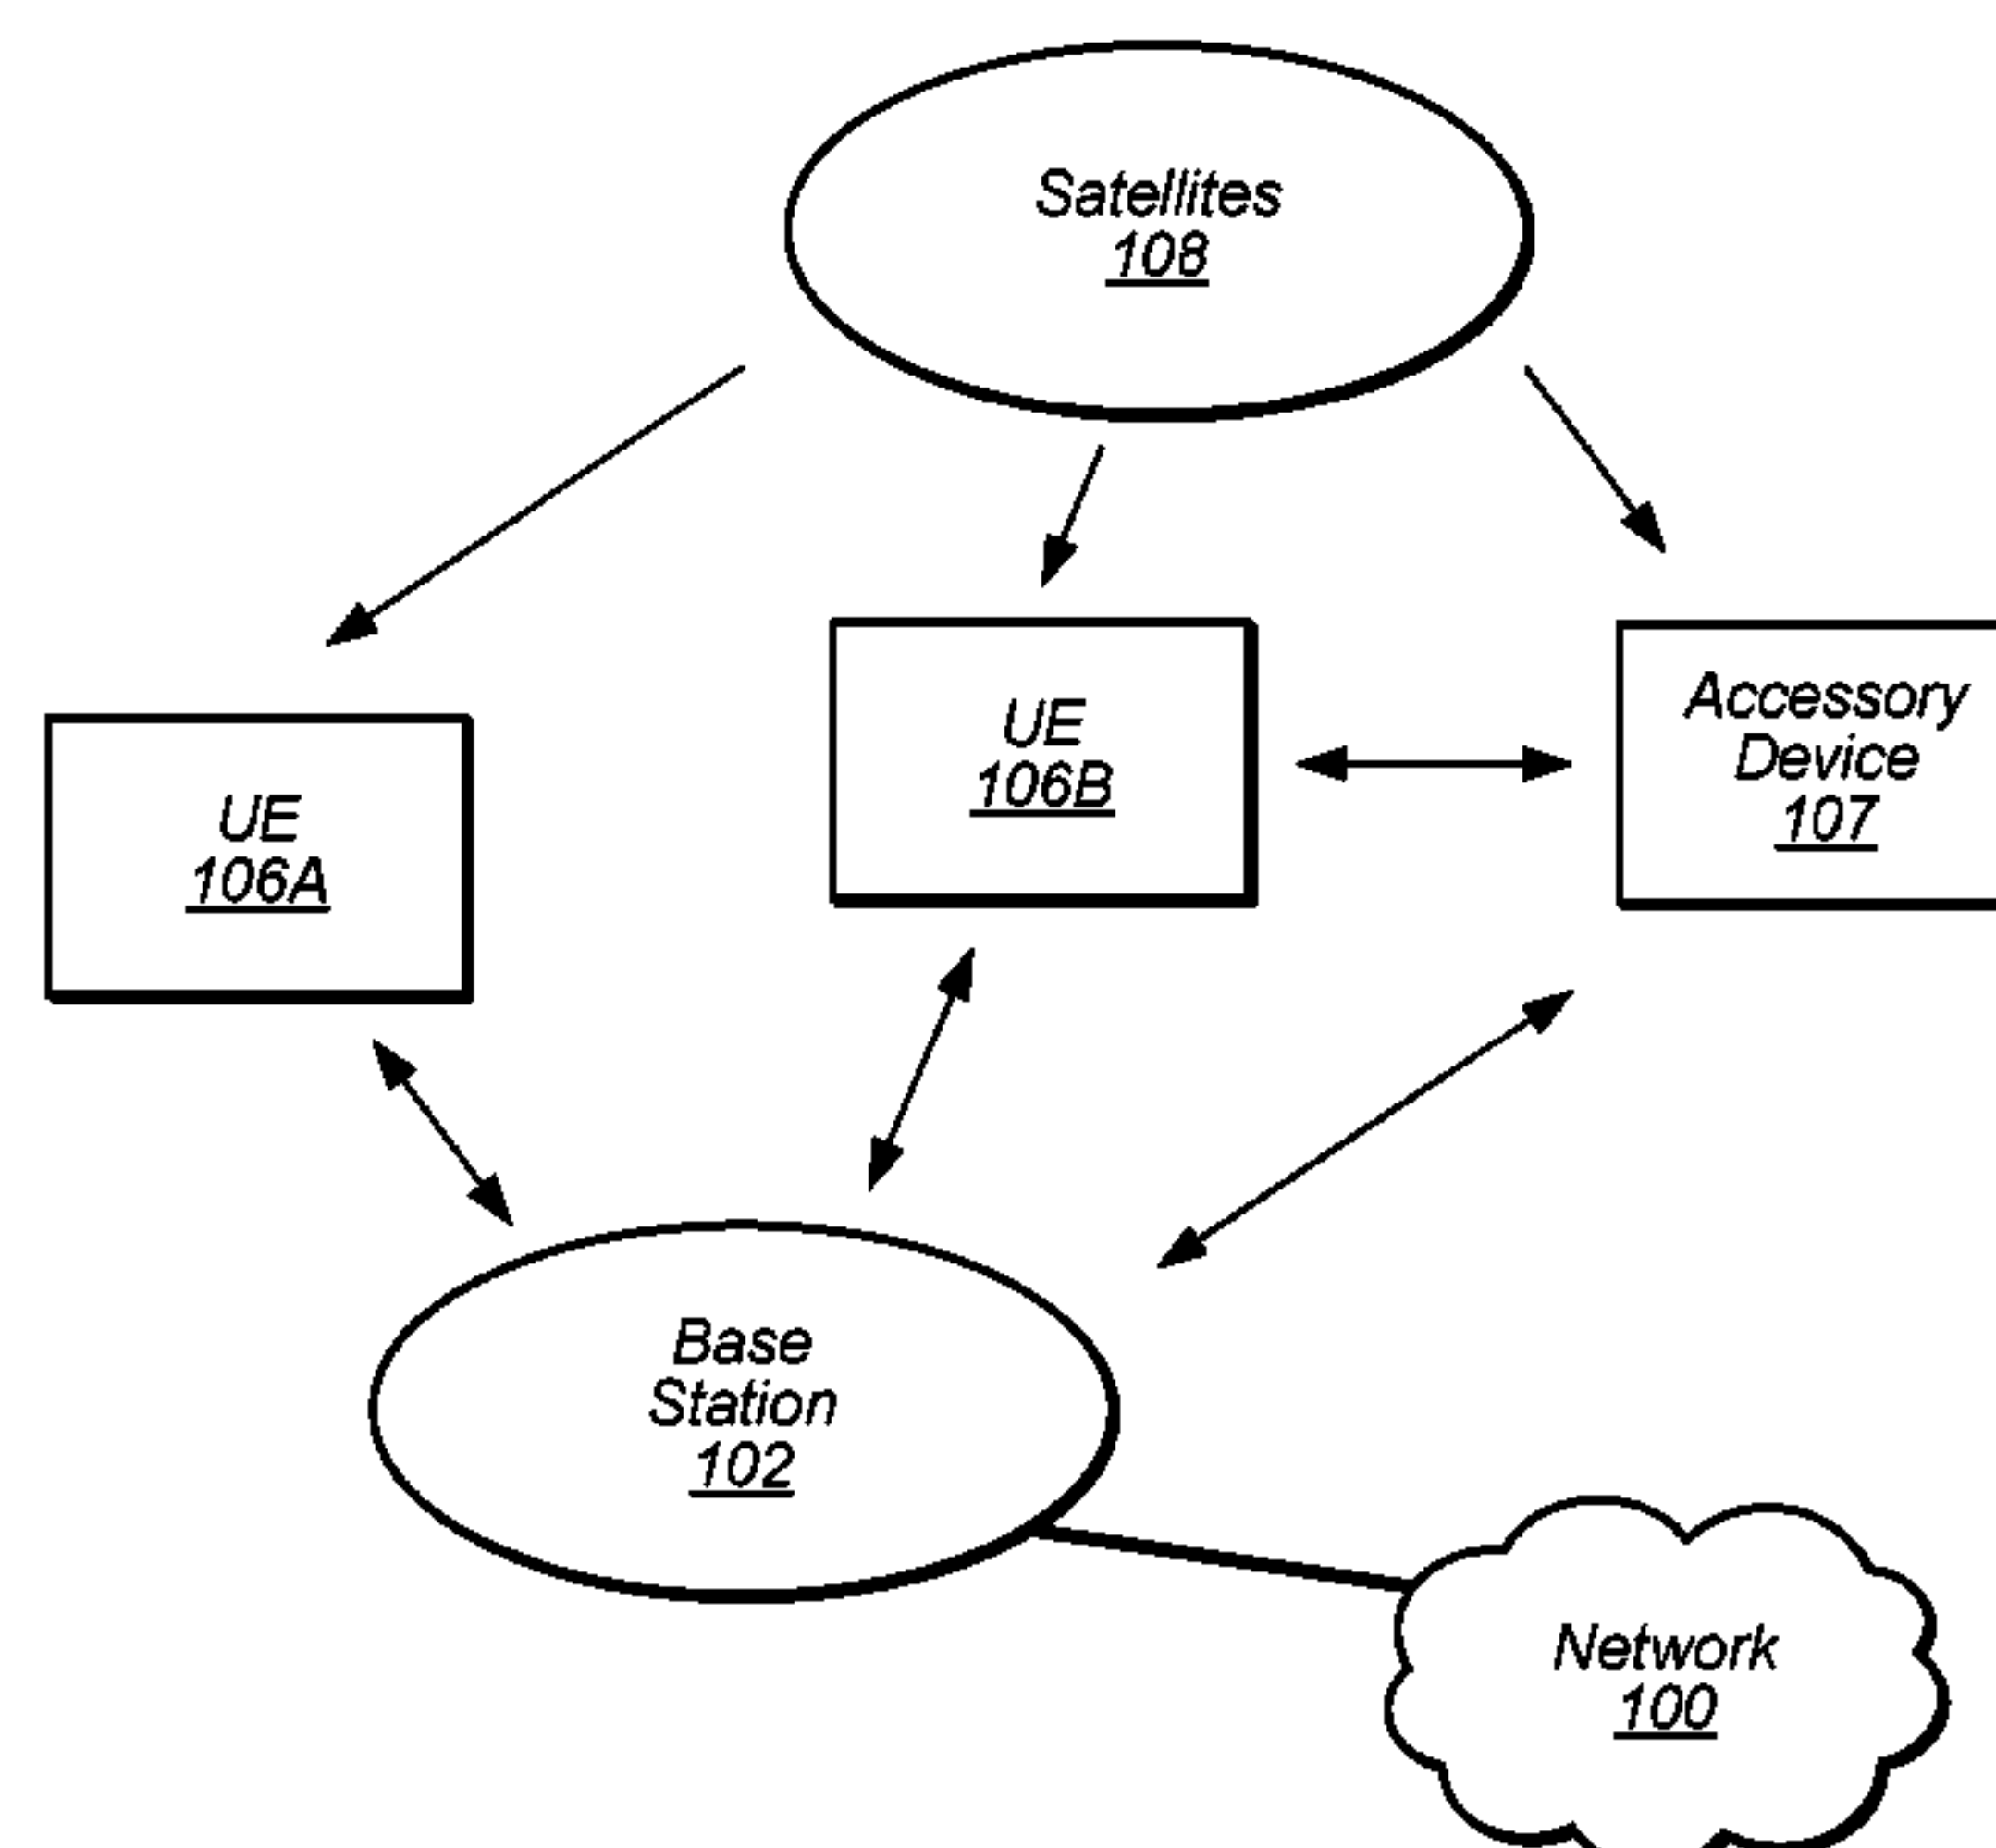 Satellites
108
UE
106A
UE
106B
Accessory
Device
107
Base
Station
102
Network
100